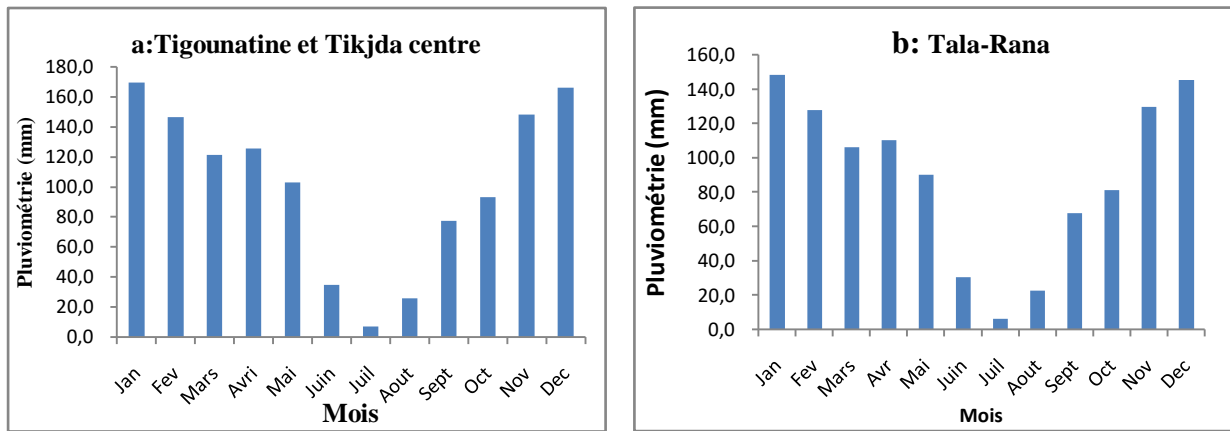 a:Tigounatine et Tikjda centre
Pluviométrie (mm)
180,0
160,0
140,0
120,0
100,0
80,0
60,0
40,0
20,0
0,0
Jan Fev Mars Avri Mai Juin Juil Aout Sept Oct Nov Dec
Mois
b: Tala-Rana
Pluviométrie (mm)
160,0
140,0
120,0
100,0
80,0
60,0
40,0
20,0
0,0
Jan Fev Mars Avr Mai Juin Juil Aout Sept Oct Nov Dec
Mois